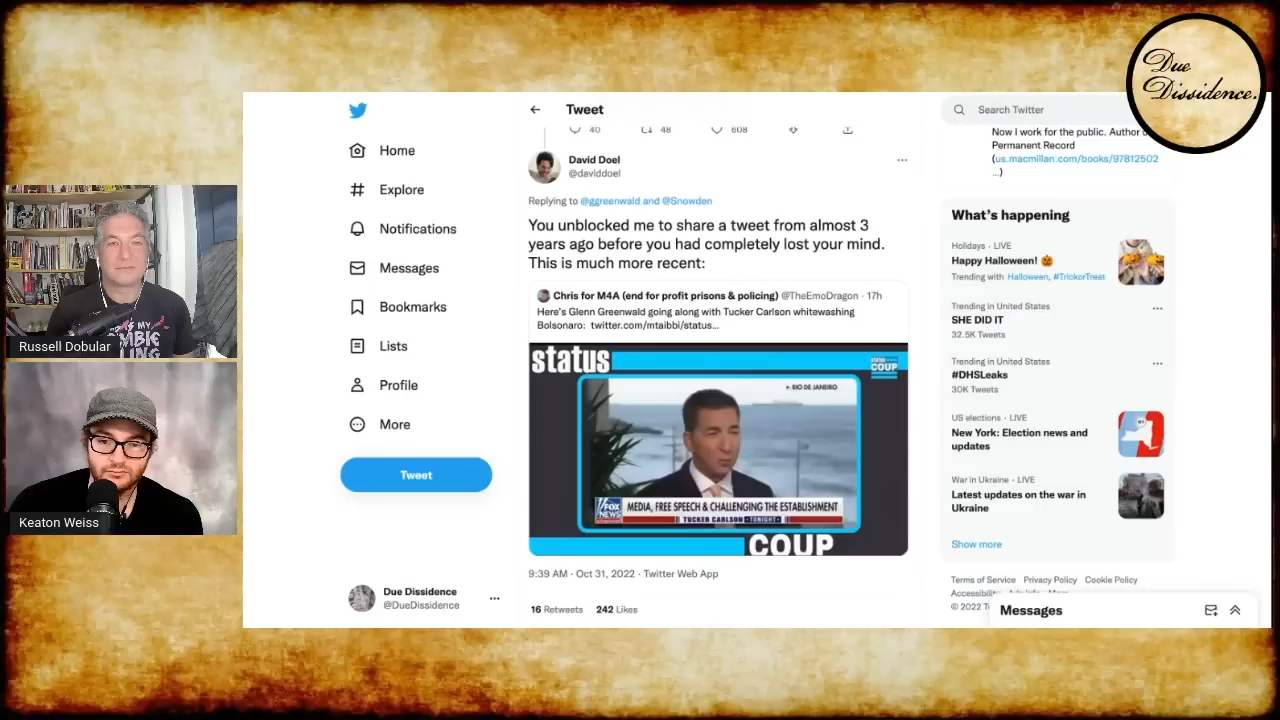 Due
Dissidence.
Russell Dobular
Keaton Weiss
Home
Explore
Notifications
Messages
Bookmarks
Lists
Profile
More
Tweet
Due Dissidence
@DueDissidence
Tweet
40 48 608
David Doel
@daviddoel
Replying to @ggreenwald and @Snowden
You unblocked me to share a tweet from almost 3
years ago before you had completely lost your mind.
This is much more recent:
Chris for M4A (end for profit prisons & policing) @TheEmoDragon · 17h
Here's Glenn Greenwald going along with Tucker Carlson whitewashing
Bolsonaro: twitter.com/mtaibbi/status...
status
status
COUP
RIO DE JANEIRO
FOX
NEWS
MEDIA, FREE SPEECH & CHALLENGING THE ESTABLISHMENT
TUCKER CARLSON TONIGHT
COUP
9:39 AM · Oct 31, 2022 · Twitter Web App
16 Retweets 242 Likes
Search Twitter
Now I work for the public. Author o
Permanent Record
(us.macmillan.com/books/97812502
...)
What's happening
Holidays · LIVE
Happy Halloween! 🎃
Trending with Halloween, #TrickorTreat
Trending in United States
SHE DID IT
32.5K Tweets
Trending in United States
#DHSLeaks
30K Tweets
US elections · LIVE
New York: Election news and
updates
War in Ukraine · LIVE
Latest updates on the war in
Ukraine
Show more
Terms of Service Privacy Policy Cookie Policy
© 2022
Messages